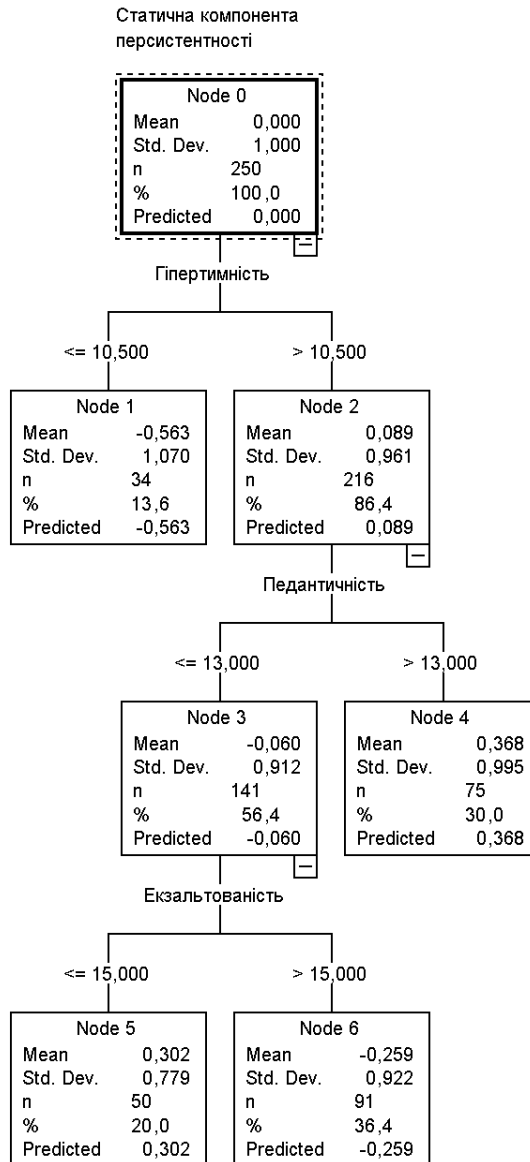 Статична компонента
персистентності
Node 0
Mean 0,000
Std. Dev. 1,000
n 250
% 100,0
Predicted 0,000
Гіпертимність
<= 10,500 > 10,500
Node 1
Mean -0,563
Std. Dev. 1,070
n 34
% 13,6
Predicted -0,563
Node 2
Mean 0,089
Std. Dev. 0,961
n 216
% 86,4
Predicted 0,089
Педантичність
<= 13,000 > 13,000
Node 3
Mean -0,060
Std. Dev. 0,912
n 141
% 56,4
Predicted -0,060
Node 4
Mean 0,368
Std. Dev. 0,995
n 75
% 30,0
Predicted 0,368
Екзальтованість
<= 15,000 > 15,000
Node 5
Mean 0,302
Std. Dev. 0,779
n 50
% 20,0
Predicted 0,302
Node 6
Mean -0,259
Std. Dev. 0,922
n 91
% 36,4
Predicted -0,259